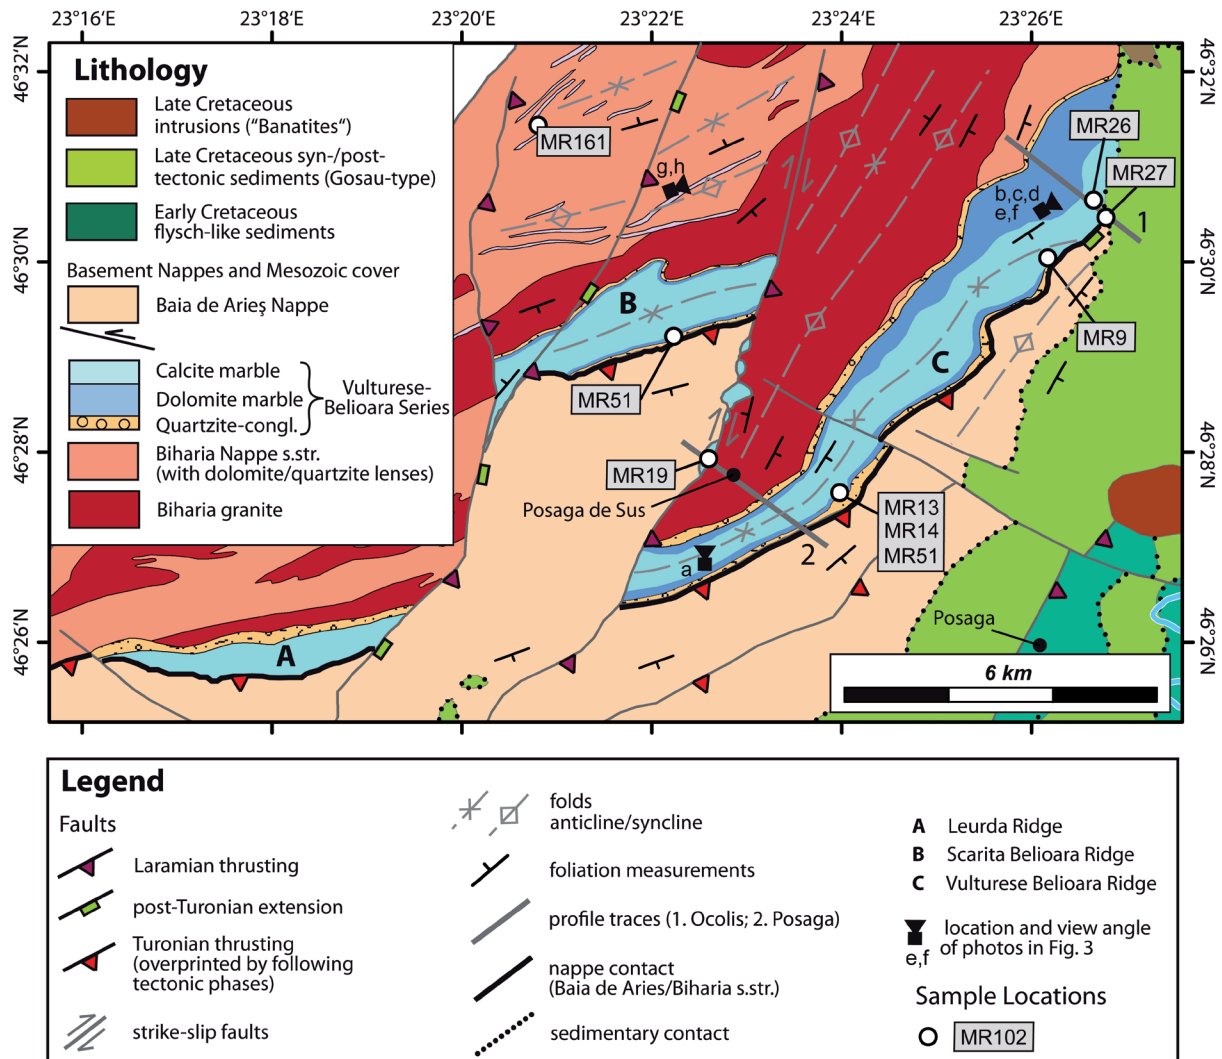 23°16’E
23°18’E
23°20’E
23°22’E
23°24’E
23°26’E
46°32’N
46°30’N
46°28’N
46°26’N
46°32’N
46°30’N
46°28’N
46°26’N
Lithology
Late Cretaceous
intrusions (“Banatites“)
Late Cretaceous syn-/post-
tectonic sediments (Gosau-type)
Early Cretaceous
flysch-like sediments
Basement Nappes and Mesozoic cover
Baia de Arieş Nappe
Calcite marble
Dolomite marble
Quartzite-congl.
Vulturese-
Belioara Series
Biharia Nappe s.str.
(with dolomite/quartzite lenses)
Biharia granite
MR161
g,h
MR26
MR27
b,c,d
e,f
1
B
MR9
C
MR51
MR19
Posaga de Sus
MR13
MR14
MR51
2
a
A
Posaga
6 km
Legend
Faults
Laramian thrusting
post-Turonian extension
Turonian thrusting
(overprinted by following
tectonic phases)
strike-slip faults
folds
anticline/syncline
foliation measurements
profile traces (1. Ocolis; 2. Posaga)
nappe contact
(Baia de Aries/Biharia s.str.)
sedimentary contact
A Leurda Ridge
B Scarita Belioara Ridge
C Vulturese Belioara Ridge
location and view angle
of photos in Fig. 3
e,f
Sample Locations
MR102